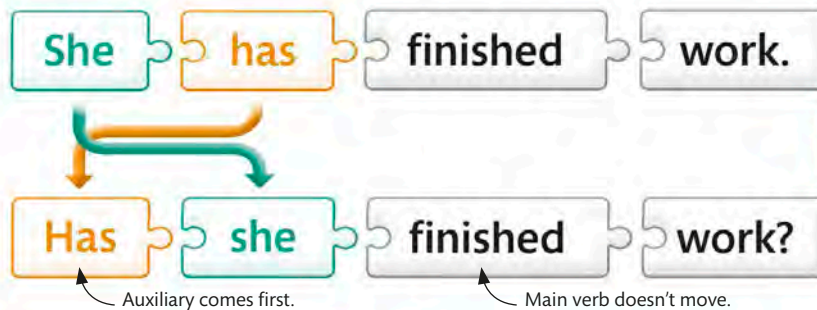 She has finished work.
Has she finished work?
Auxiliary comes first. Main verb doesn't move.